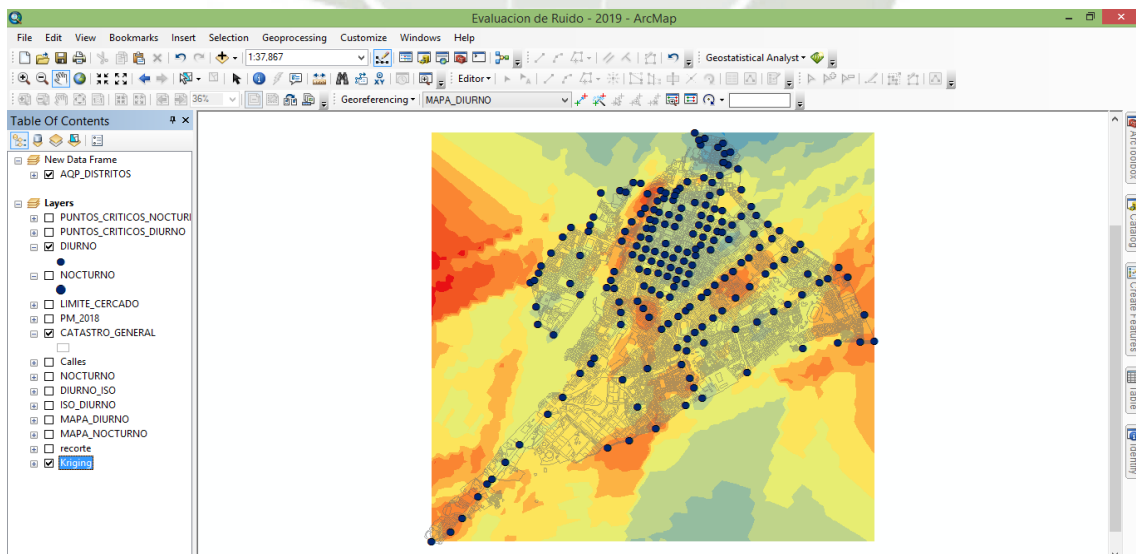 Evaluacion de Ruido - 2019 - ArcMap
File Edit View Bookmarks Insert Selection Geoprocessing Customize Windows Help
1:37,867
Geostatistical Analyst
Editor
36%
Georeferencing
MAPA_DIURNO
Table Of Contents
New Data Frame
AQP_DISTRITOS
Layers
PUNTOS_CRITICOS_NOCTURI
PUNTOS_CRITICOS_DIURNO
DIURNO
NOCTURNO
LIMITE_CERCADO
PM_2018
CATASTRO_GENERAL
Calles
NOCTURNO
DIURNO_ISO
ISO_DIURNO
MAPA_DIURNO
MAPA_NOCTURNO
recorte
Kriging
ArcToolbox
Catalog
Create Features
Table
Identify